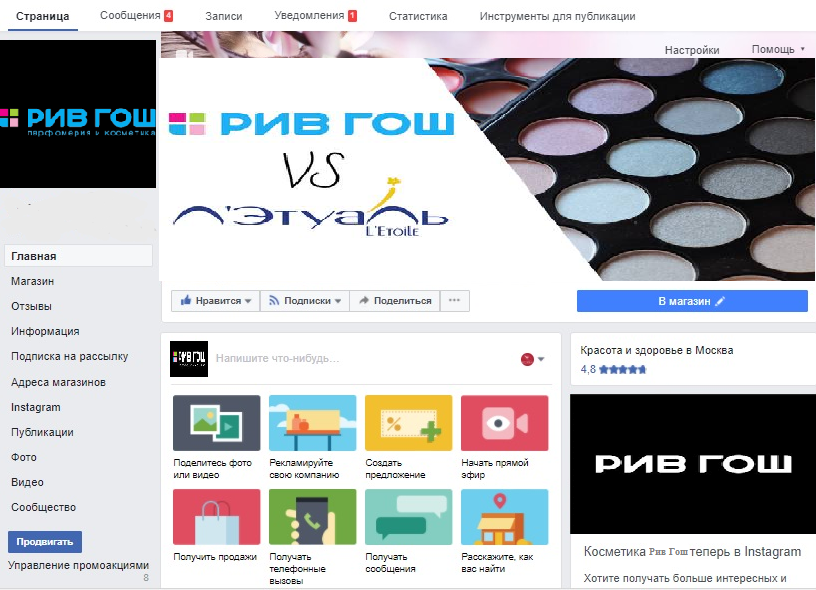 Страница
Сообщения 4
Записи
Уведомления 1
Статистика
Инструменты для публикации
Настройки
Помощь
РИВ ГОШ
парфюмерия и косметика
РИВ ГОШ
VS
Л'ЭТУАЛЬ
L'ETOILE
Главная
Магазин
Отзывы
Информация
Подписка на рассылку
Адреса магазинов
Instagram
Публикации
Фото
Видео
Сообщество
Продвигать
Управление промоакциями
8
Нравится
Подписки
Поделиться
В магазин
РИВ ГОШ
Напишите что-нибудь...
Поделитесь фото
или видео
Рекламируйте
свою компанию
Создать
предложение
Начать прямой
эфир
Получить продажи
Получать
телефонные
вызовы
Получать
сообщения
Расскажите, как
вас найти
Красота и здоровье в Москва
4,8
РИВ ГОШ
Косметика Рив Гош теперь в Instagram
Хотите получать больше интересных и